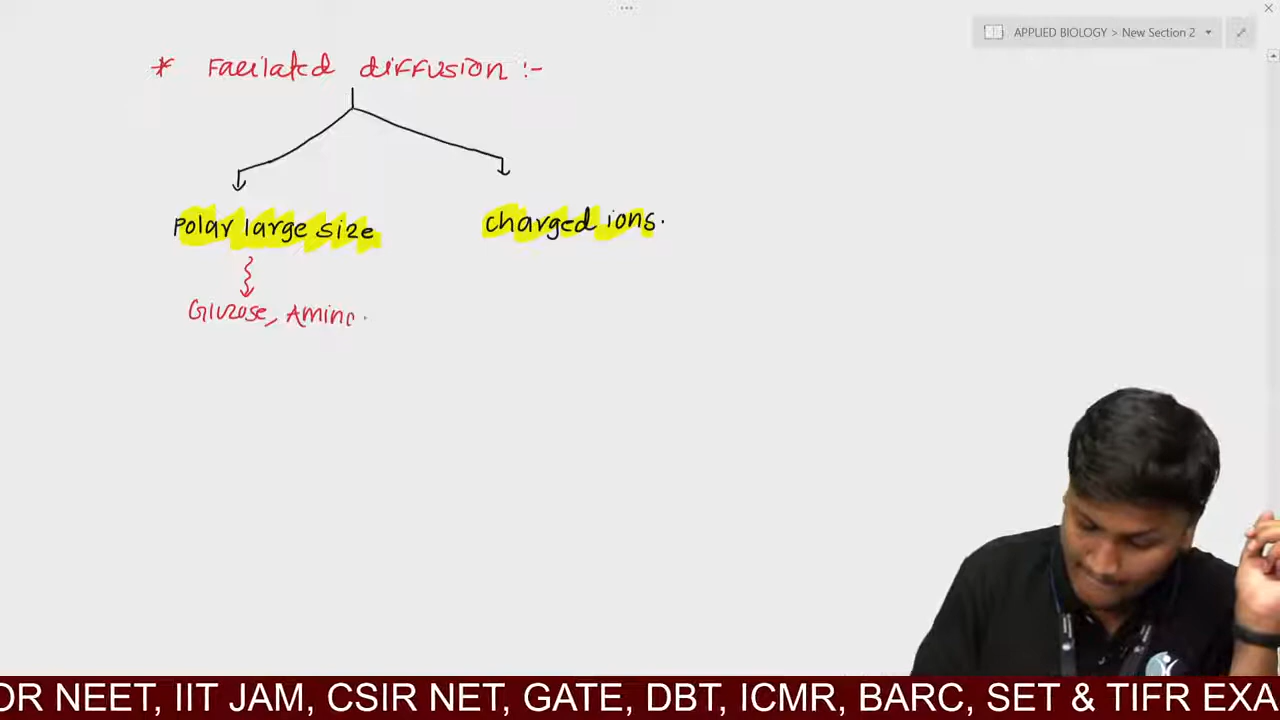 APPLIED BIOLOGY > New Section 2
* Facilated diffusion :-
Polar large size
charged ions.
Glucose, Amino
OR NEET, IIT JAM, CSIR NET, GATE, DBT, ICMR, BARC, SET & TIFR EXA